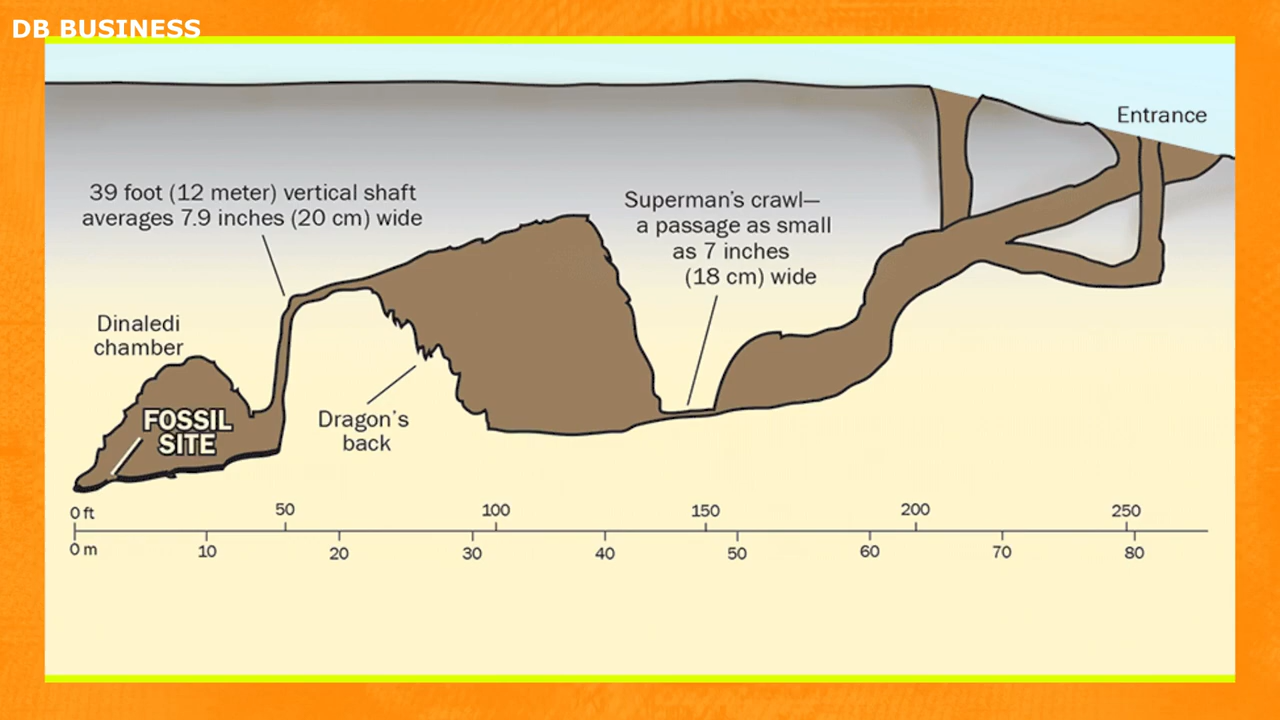 DB BUSINESS
Entrance
39 foot (12 meter) vertical shaft
averages 7.9 inches (20 cm) wide
Superman's crawl—
a passage as small
as 7 inches
(18 cm) wide
Dinaledi
chamber
FOSSIL
SITE
Dragon's
back
0 ft 50 100 150 200 250
0 m 10 20 30 40 50 60 70 80